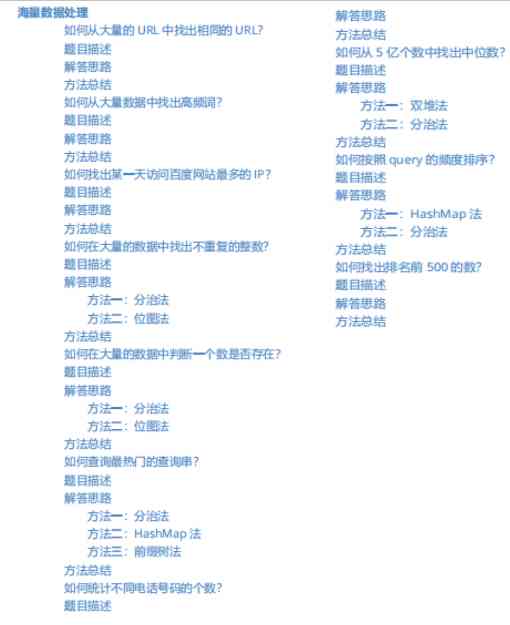 海量数据处理
如何从大量的 URL 中找出相同的 URL？
题目描述
解答思路
方法总结
如何从大量数据中找出高频词？
题目描述
解答思路
方法总结
如何找出某一天访问百度网站最多的 IP？
题目描述
解答思路
方法总结
如何在大量的数据中找出不重复的整数？
题目描述
解答思路
方法一：分治法
方法二：位图法
方法总结
如何在大量的数据中判断一个数是否存在？
题目描述
解答思路
方法一：分治法
方法二：位图法
方法总结
如何查询最热门的查询串？
题目描述
解答思路
方法一：分治法
方法二：HashMap 法
方法三：前缀树法
方法总结
如何统计不同电话号码的个数？
题目描述
解答思路
方法总结
如何从 5 亿个数中找出中位数？
题目描述
解答思路
方法一：双堆法
方法二：分治法
方法总结
如何按照 query 的频度排序？
题目描述
解答思路
方法一：HashMap 法
方法二：分治法
方法总结
如何找出排名前 500 的数？
题目描述
解答思路
方法总结